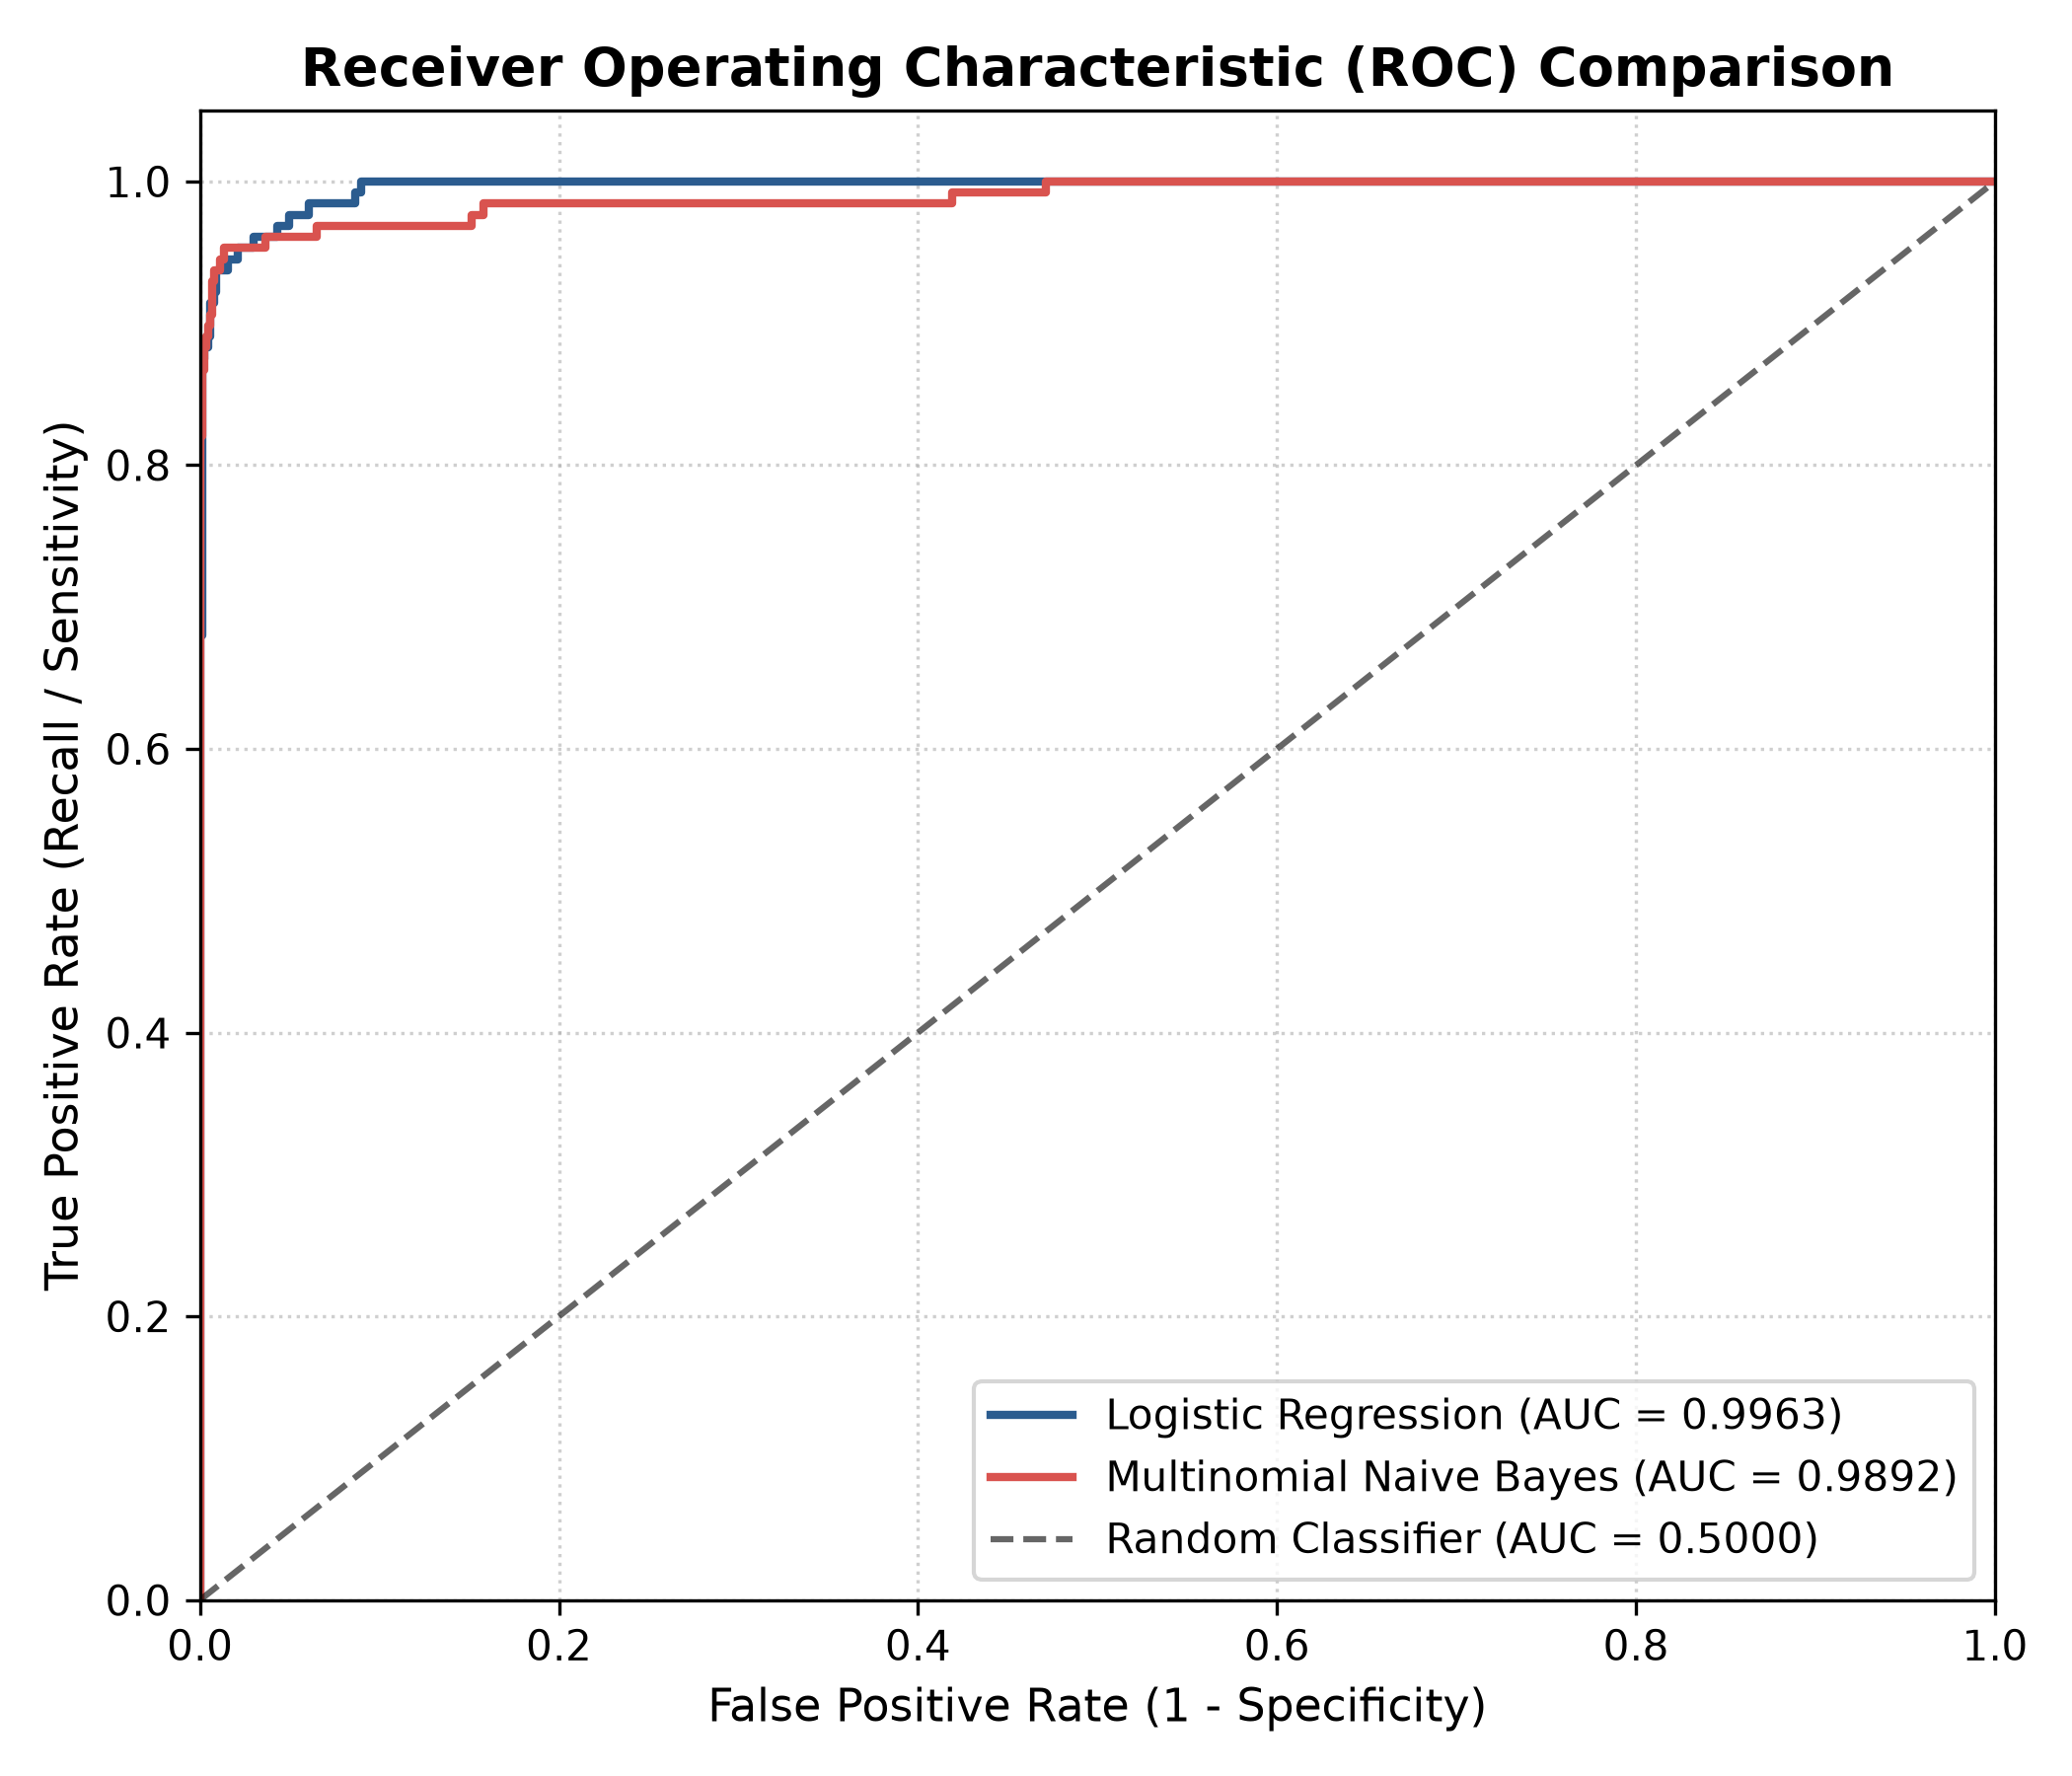 Receiver Operating Characteristic (ROC) Comparison
True Positive Rate (Recall / Sensitivity)
1.0
0.8
0.6
0.4
0.2
0.0
Logistic Regression (AUC = 0.9963)
Multinomial Naive Bayes (AUC = 0.9892)
Random Classifier (AUC = 0.5000)
0.0 0.2 0.4 0.6 0.8 1.0
False Positive Rate (1 - Specificity)